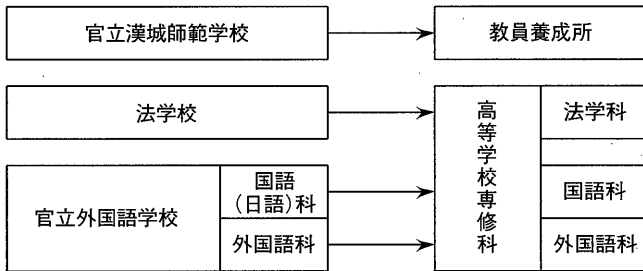 官立漢城師範学校
教員養成所
法学校
高等学校専修科
法学科
官立外国語学校
国語
(日語)科
国語科
外国語科
外国語科